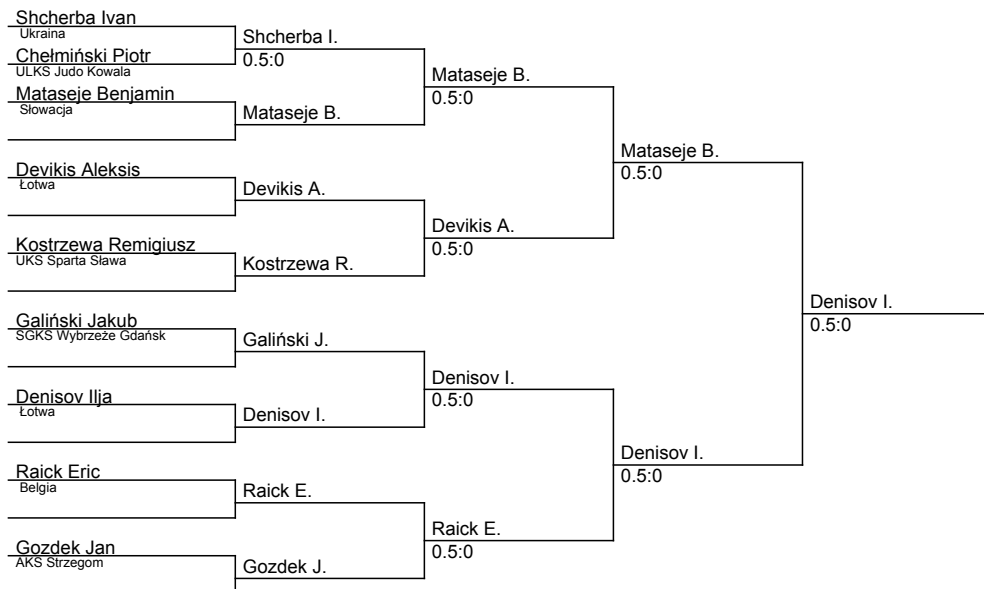 Shcherba Ivan
Ukraina
Chełmiński Piotr
ULKS Judo Kowala
Mataseje Benjamin
Słowacja
Devikis Aleksis
Łotwa
Kostrzewa Remigiusz
UKS Sparta Sława
Galiński Jakub
SGKS Wybrzeże Gdańsk
Denisov Ilja
Łotwa
Raick Eric
Belgia
Gozdek Jan
AKS Strzegom
Shcherba I.
0.5:0
Mataseje B.
Devikis A.
Kostrzewa R.
Galiński J.
Denisov I.
Raick E.
Gozdek J.
Mataseje B.
0.5:0
Devikis A.
0.5:0
Denisov I.
0.5:0
Raick E.
0.5:0
Mataseje B.
0.5:0
Denisov I.
0.5:0
Denisov I.
0.5:0